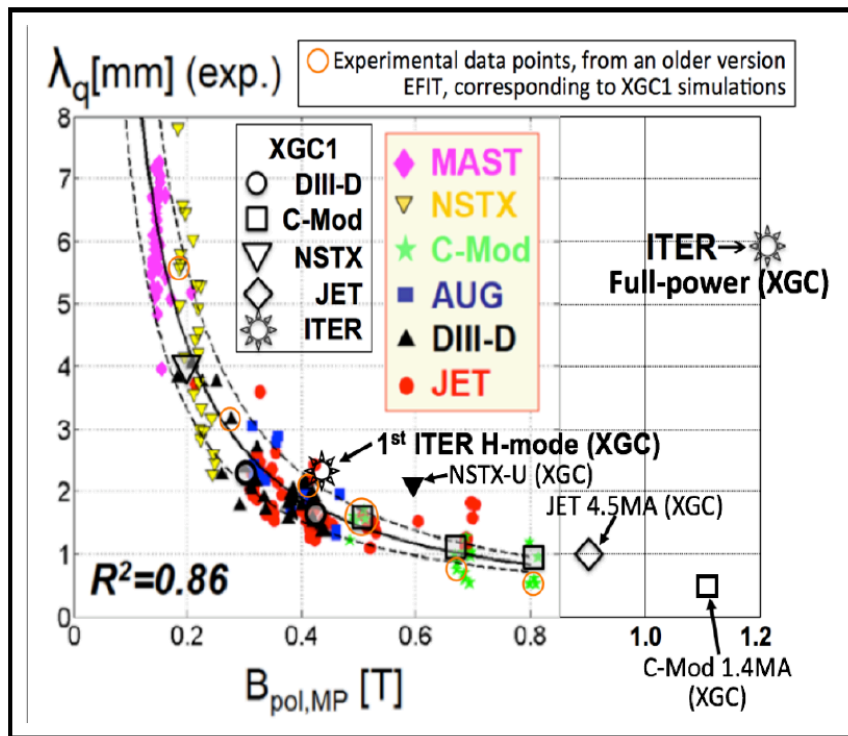 λq[mm] (exp.)
Experimental data points, from an older version
EFIT, corresponding to XGC1 simulations
8
7
6
5
4
3
2
1
0
XGC1
DIII-D
C-Mod
NSTX
JET
ITER
MAST
NSTX
C-Mod
AUG
DIII-D
JET
ITER
Full-power (XGC)
1st ITER H-mode (XGC)
NSTX-U (XGC)
JET 4.5MA (XGC)
R²=0.86
0 0.2 0.4 0.6 0.8 1.0 1.2
Bpol,MP [T]
C-Mod 1.4MA
(XGC)